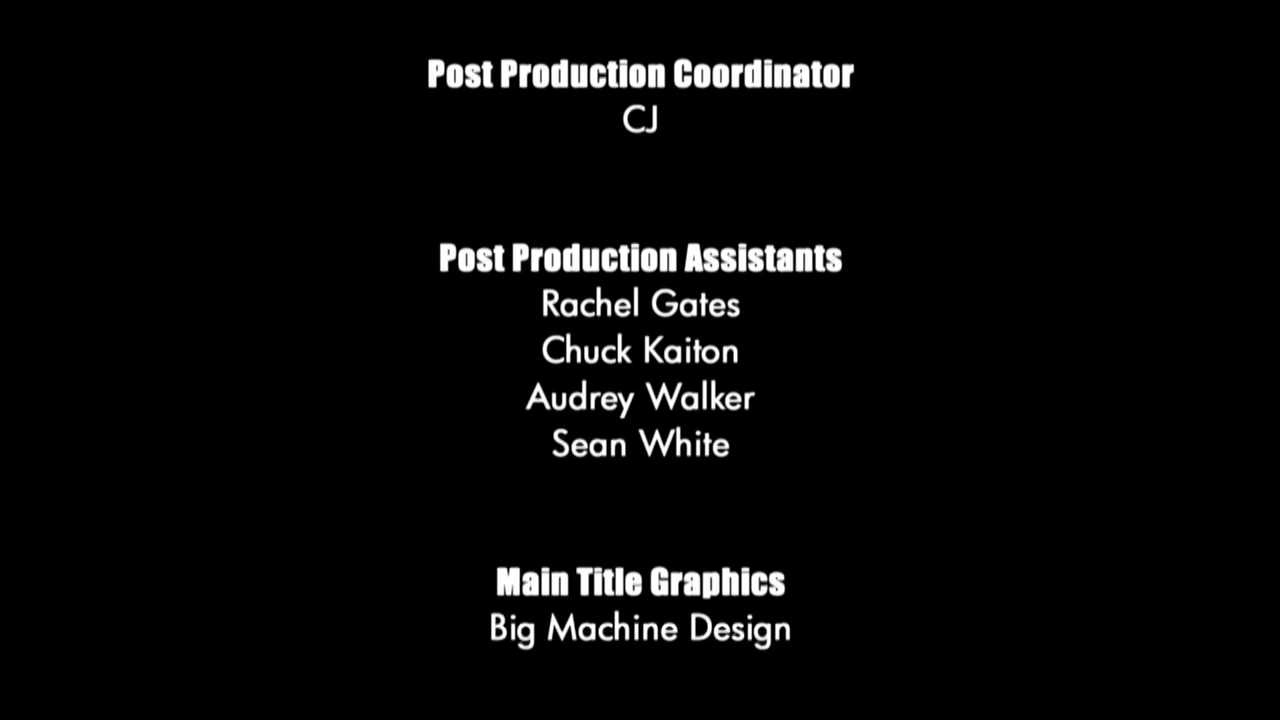 Post Production Coordinator
CJ
Post Production Assistants
Rachel Gates
Chuck Kaiton
Audrey Walker
Sean White
Main Title Graphics
Big Machine Design